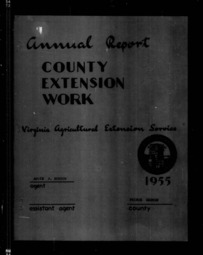 Annual Report
COUNTY
EXTENSION
WORK
Virginia Agricultural Extension Service
agent
1955
assistant agent
county